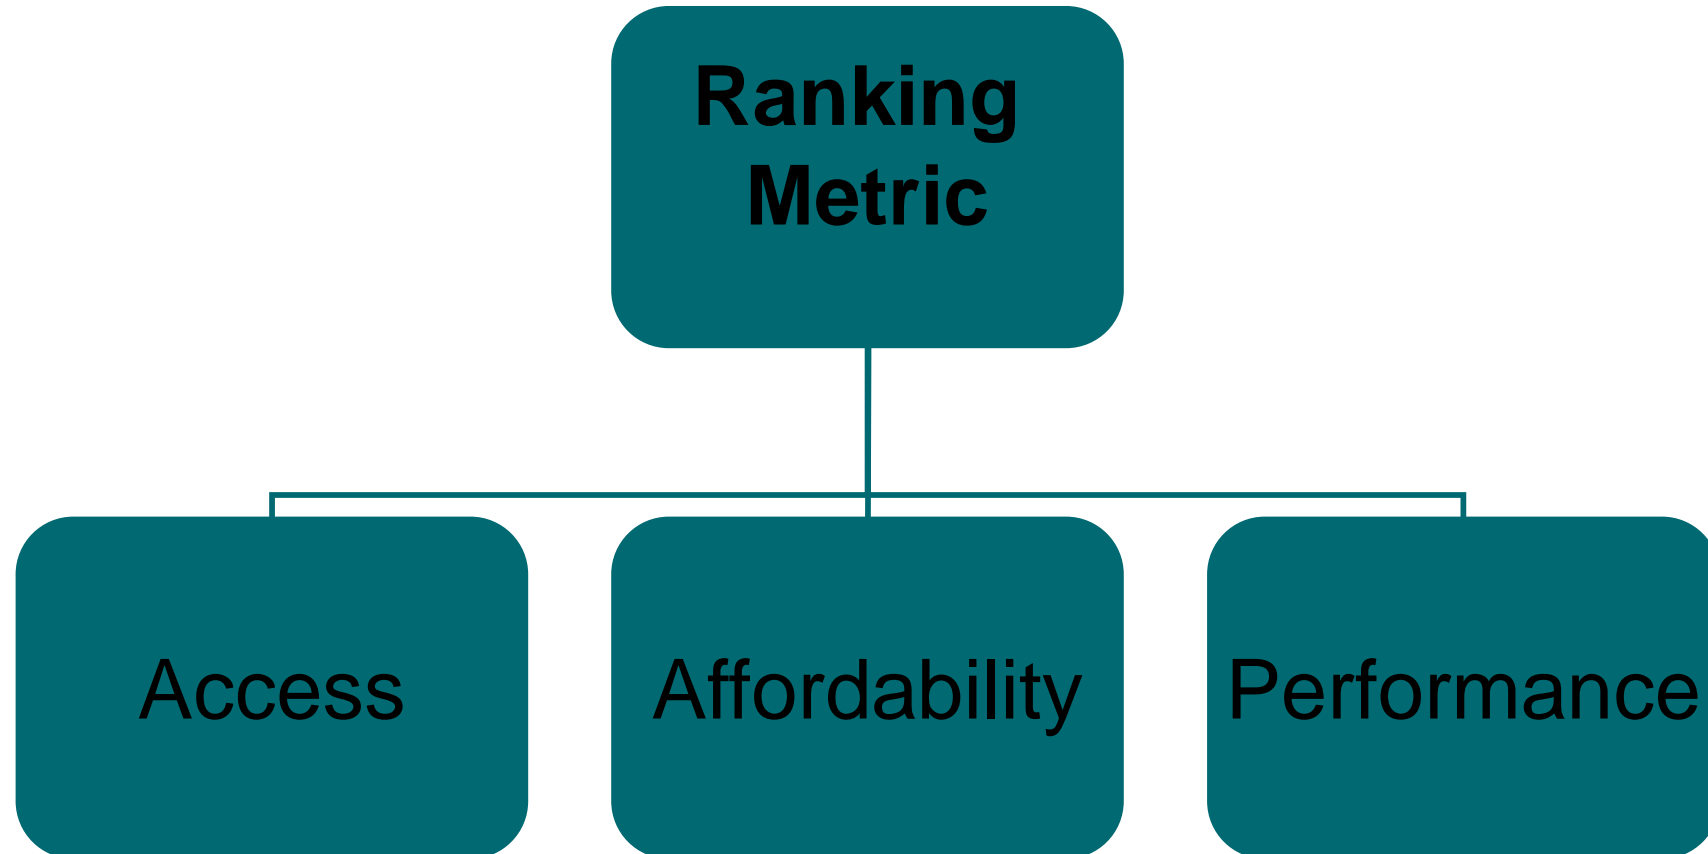 Ranking
Metric
Access
Affordability
Performance